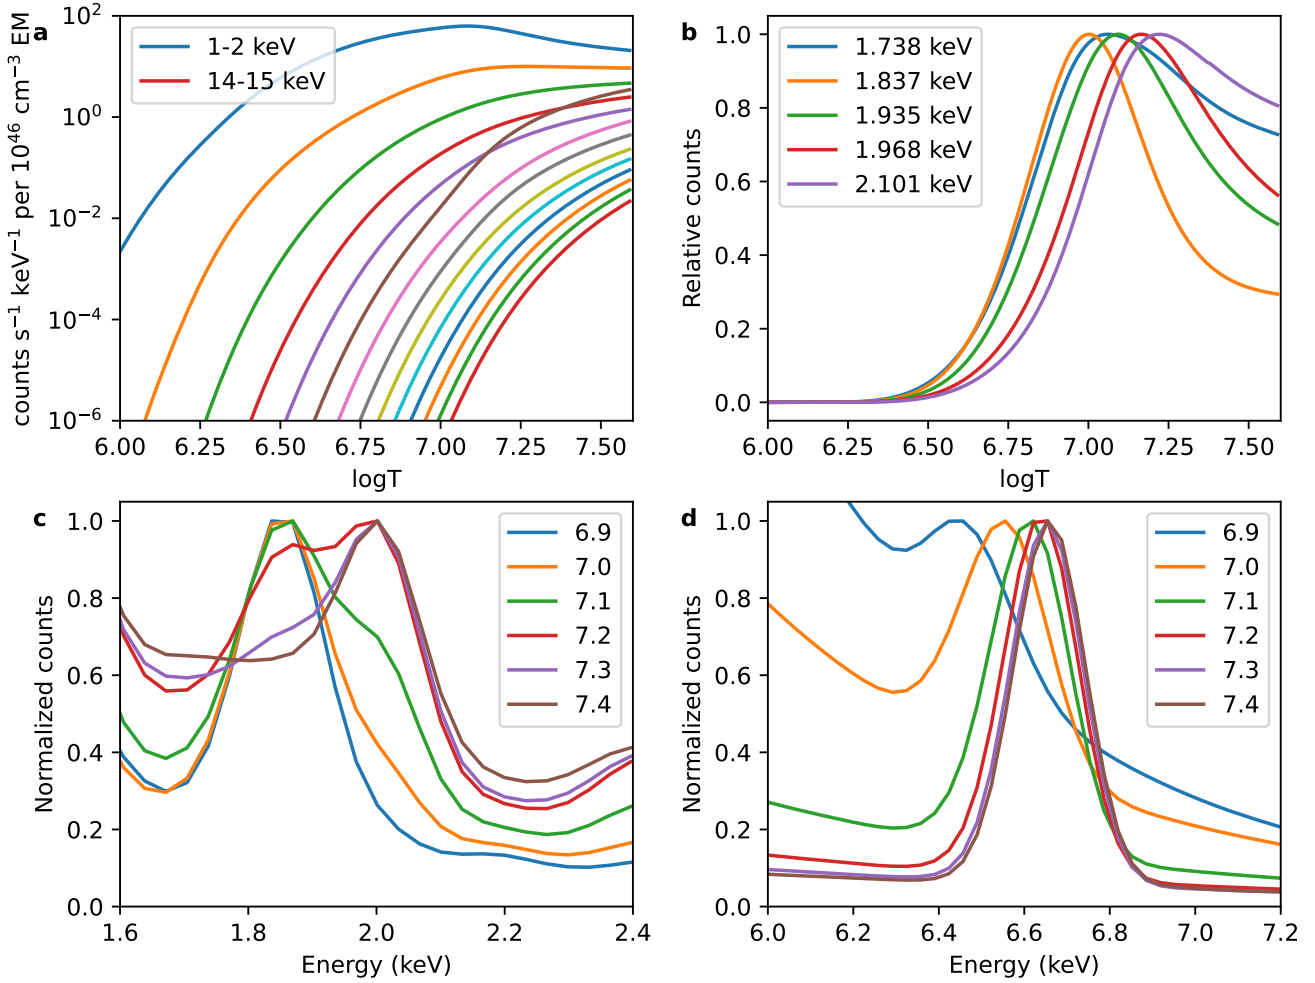 a
counts s⁻¹ keV⁻¹ per 10⁴⁶ cm⁻³ EM
10²
10⁰
10⁻²
10⁻⁴
10⁻⁶
1-2 keV
14-15 keV
6.00 6.25 6.50 6.75 7.00 7.25 7.50
logT
b
Relative counts
1.0
0.8
0.6
0.4
0.2
0.0
1.738 keV
1.837 keV
1.935 keV
1.968 keV
2.101 keV
6.00 6.25 6.50 6.75 7.00 7.25 7.50
logT
c
Normalized counts
1.0
0.8
0.6
0.4
0.2
0.0
6.9
7.0
7.1
7.2
7.3
7.4
1.6 1.8 2.0 2.2 2.4
Energy (keV)
d
Normalized counts
1.0
0.8
0.6
0.4
0.2
0.0
6.9
7.0
7.1
7.2
7.3
7.4
6.0 6.2 6.4 6.6 6.8 7.0 7.2
Energy (keV)